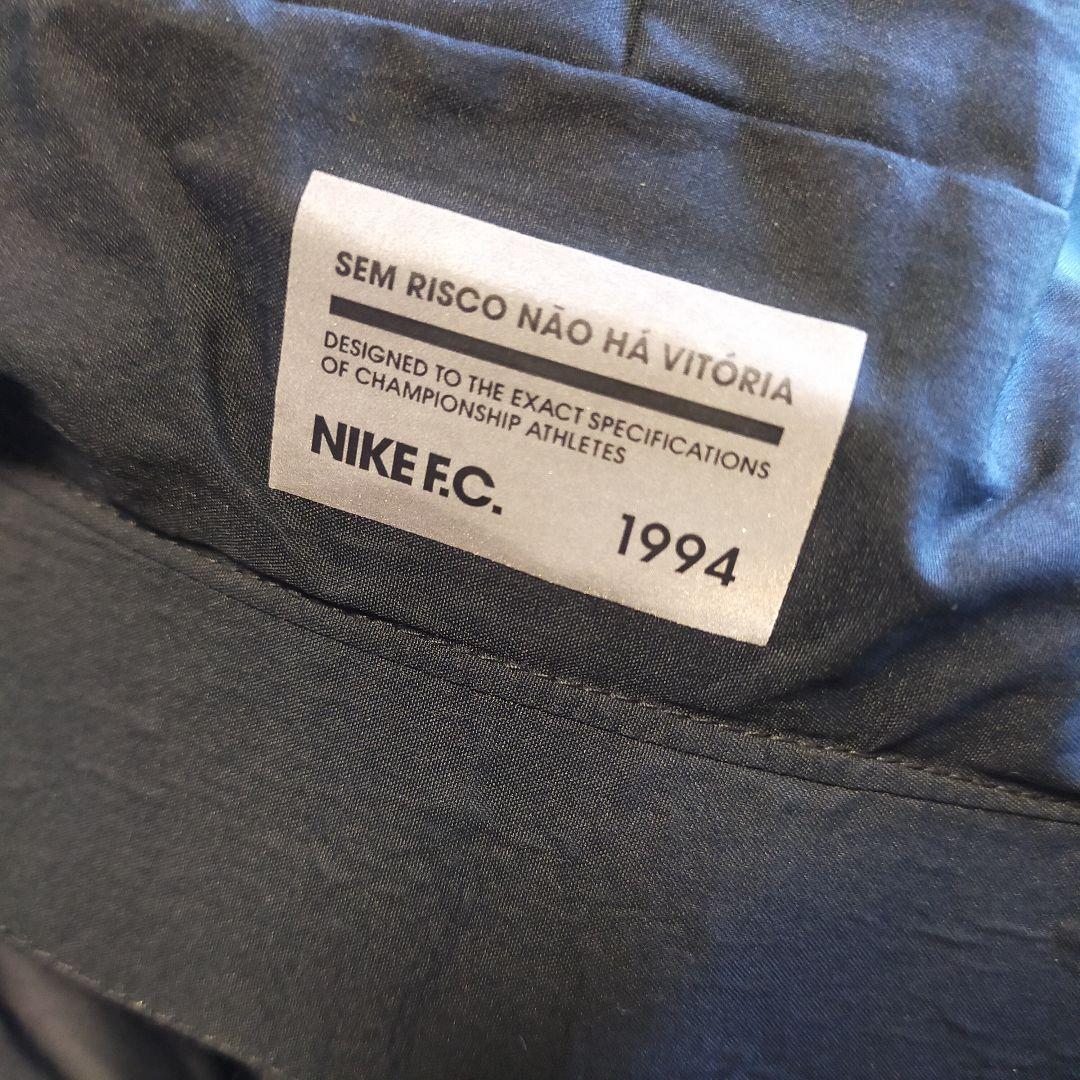 SEM RISCO NÃO HÁ VITÓRIA
DESIGNED TO THE EXACT SPECIFICATIONS
OF CHAMPIONSHIP ATHLETES
NIKE F.C.
1994